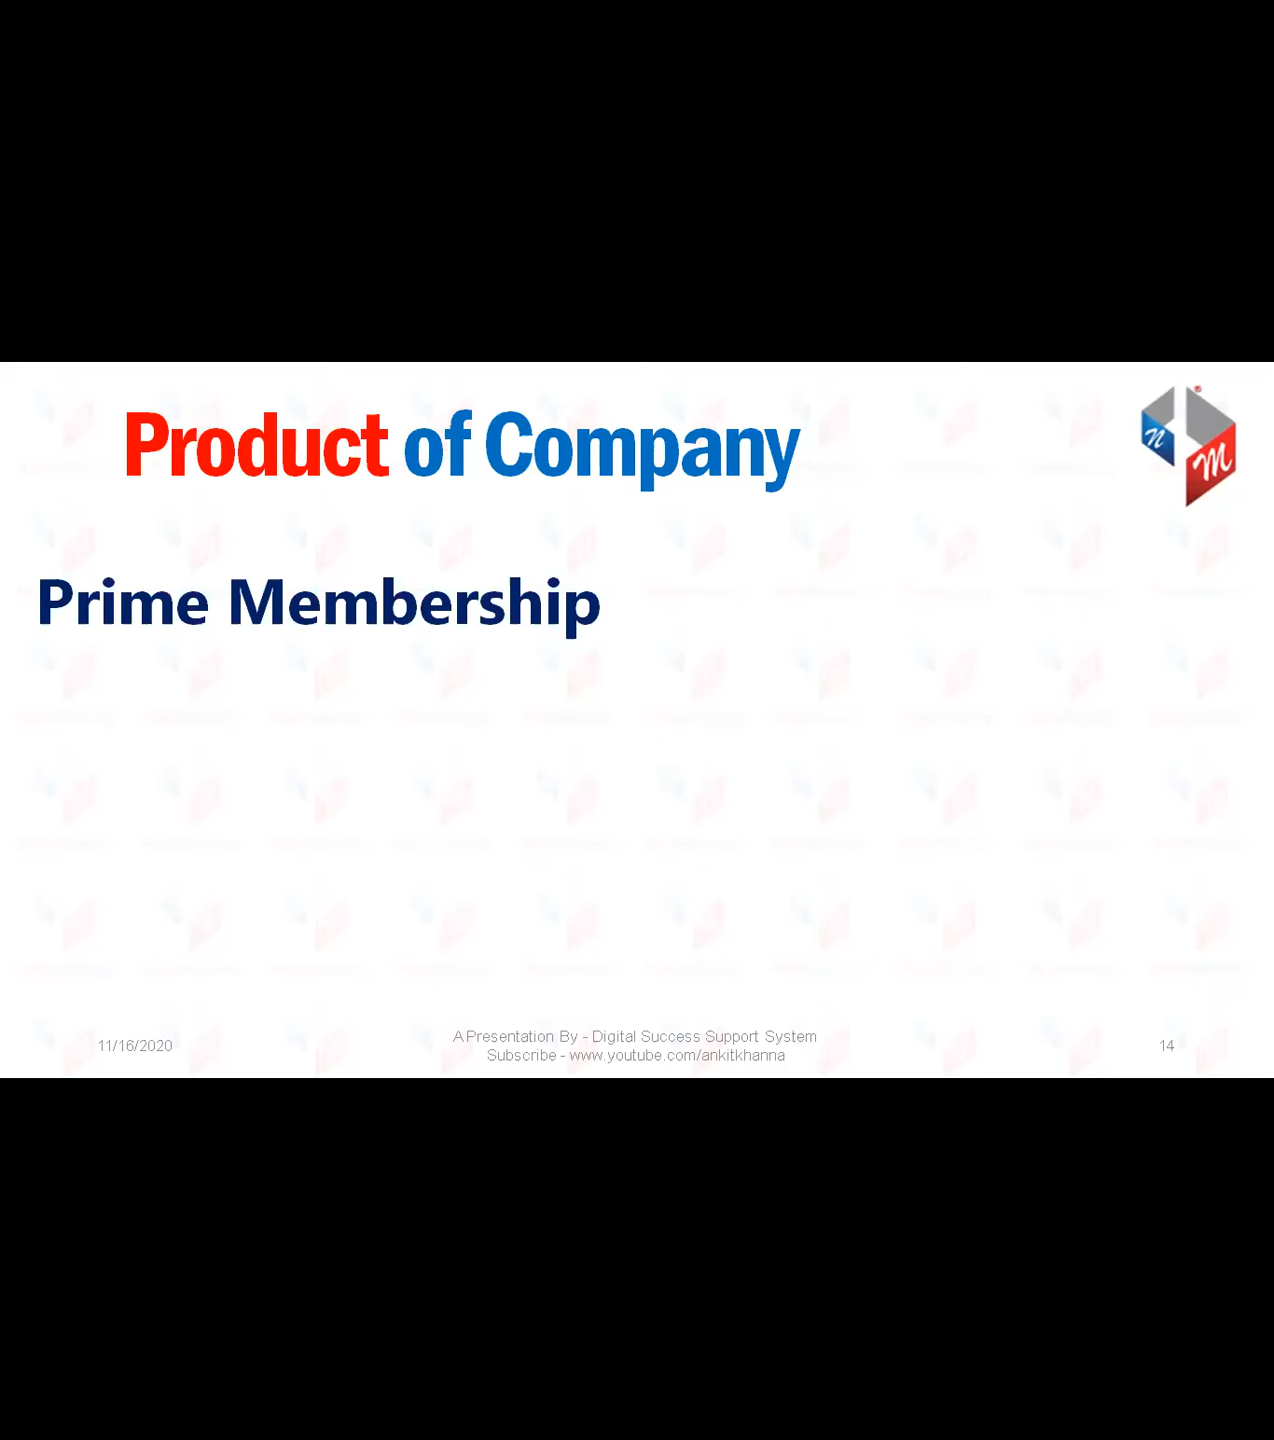 Product of Company
n
m
Prime Membership
11/16/2020
A Presentation By - Digital Success Support System
Subscribe - www.youtube.com/ankitkhanna
14